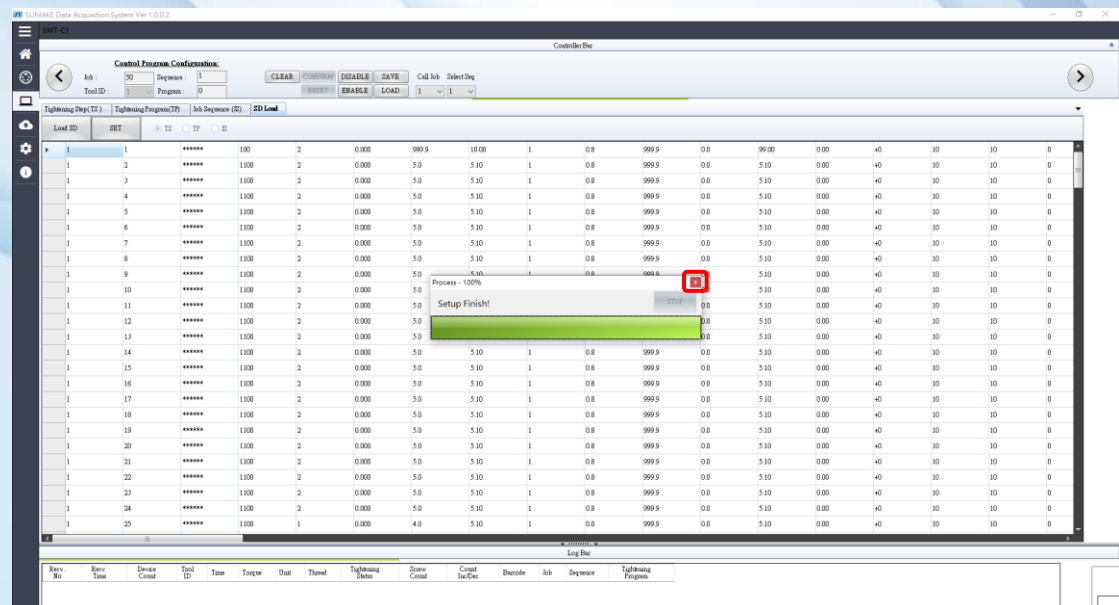 SUMAKE Data Acquisition System Ver 1.0.0.2
SMT-C1
Controller Bar
Control Program Configuration:
Job : 50 Sequence : 1 CLEAR CONFIRM DISABLE SAVE Call Job Select Seq
Tool ID : 1 Program : 0 RESET ENABLE LOAD 1 1
Tightening Step( TS ) Tightening Program(TP) Job Sequence (JS) SD Load
Load SD SET TS TP JS
1 1 ****** 100 2 0.000 999.9 10.00 1 0.8 999.9 0.0 99.00 0.00 +0 10 10 0
1 2 ****** 1100 2 0.000 5.0 5.10 1 0.8 999.9 0.0 5.10 0.00 +0 10 10 0
1 3 ****** 1100 2 0.000 5.0 5.10 1 0.8 999.9 0.0 5.10 0.00 +0 10 10 0
1 4 ****** 1100 2 0.000 5.0 5.10 1 0.8 999.9 0.0 5.10 0.00 +0 10 10 0
1 5 ****** 1100 2 0.000 5.0 5.10 1 0.8 999.9 0.0 5.10 0.00 +0 10 10 0
1 6 ****** 1100 2 0.000 5.0 5.10 1 0.8 999.9 0.0 5.10 0.00 +0 10 10 0
1 7 ****** 1100 2 0.000 5.0 5.10 1 0.8 999.9 0.0 5.10 0.00 +0 10 10 0
1 8 ****** 1100 2 0.000 5.0 5.10 1 0.8 999.9 0.0 5.10 0.00 +0 10 10 0
1 9 ****** 1100 2 0.000 5.0 5.10 1 0.8 999.9 5.10 0.00 +0 10 10 0
Process - 100%
1 10 ****** 1100 2 0.000 5.0 5.10 0.00 +0 10 10 0
Setup Finish! STOP
1 11 ****** 1100 2 0.000 5.0 5.10 0.00 +0 10 10 0
1 12 ****** 1100 2 0.000 5.0 5.10 0.00 +0 10 10 0
1 13 ****** 1100 2 0.000 5.0 5.10 0.00 +0 10 10 0
1 14 ****** 1100 2 0.000 5.0 5.10 1 0.8 999.9 0.0 5.10 0.00 +0 10 10 0
1 15 ****** 1100 2 0.000 5.0 5.10 1 0.8 999.9 0.0 5.10 0.00 +0 10 10 0
1 16 ****** 1100 2 0.000 5.0 5.10 1 0.8 999.9 0.0 5.10 0.00 +0 10 10 0
1 17 ****** 1100 2 0.000 5.0 5.10 1 0.8 999.9 0.0 5.10 0.00 +0 10 10 0
1 18 ****** 1100 2 0.000 5.0 5.10 1 0.8 999.9 0.0 5.10 0.00 +0 10 10 0
1 19 ****** 1100 2 0.000 5.0 5.10 1 0.8 999.9 0.0 5.10 0.00 +0 10 10 0
1 20 ****** 1100 2 0.000 5.0 5.10 1 0.8 999.9 0.0 5.10 0.00 +0 10 10 0
1 21 ****** 1100 2 0.000 5.0 5.10 1 0.8 999.9 0.0 5.10 0.00 +0 10 10 0
1 22 ****** 1100 2 0.000 5.0 5.10 1 0.8 999.9 0.0 5.10 0.00 +0 10 10 0
1 23 ****** 1100 2 0.000 5.0 5.10 1 0.8 999.9 0.0 5.10 0.00 +0 10 10 0
1 24 ****** 1100 2 0.000 5.0 5.10 1 0.8 999.9 0.0 5.10 0.00 +0 10 10 0
1 25 ****** 1100 1 0.000 4.0 5.10 1 0.0 999.9 0.0 5.10 0.00 +0 10 10 0
Log Bar
Recv. No Recv. Time Device Count Tool ID Time Torque Unit Thread Tightening Status Screw Count Count Inc/Dec Barcode Job Sequence Tightening Program